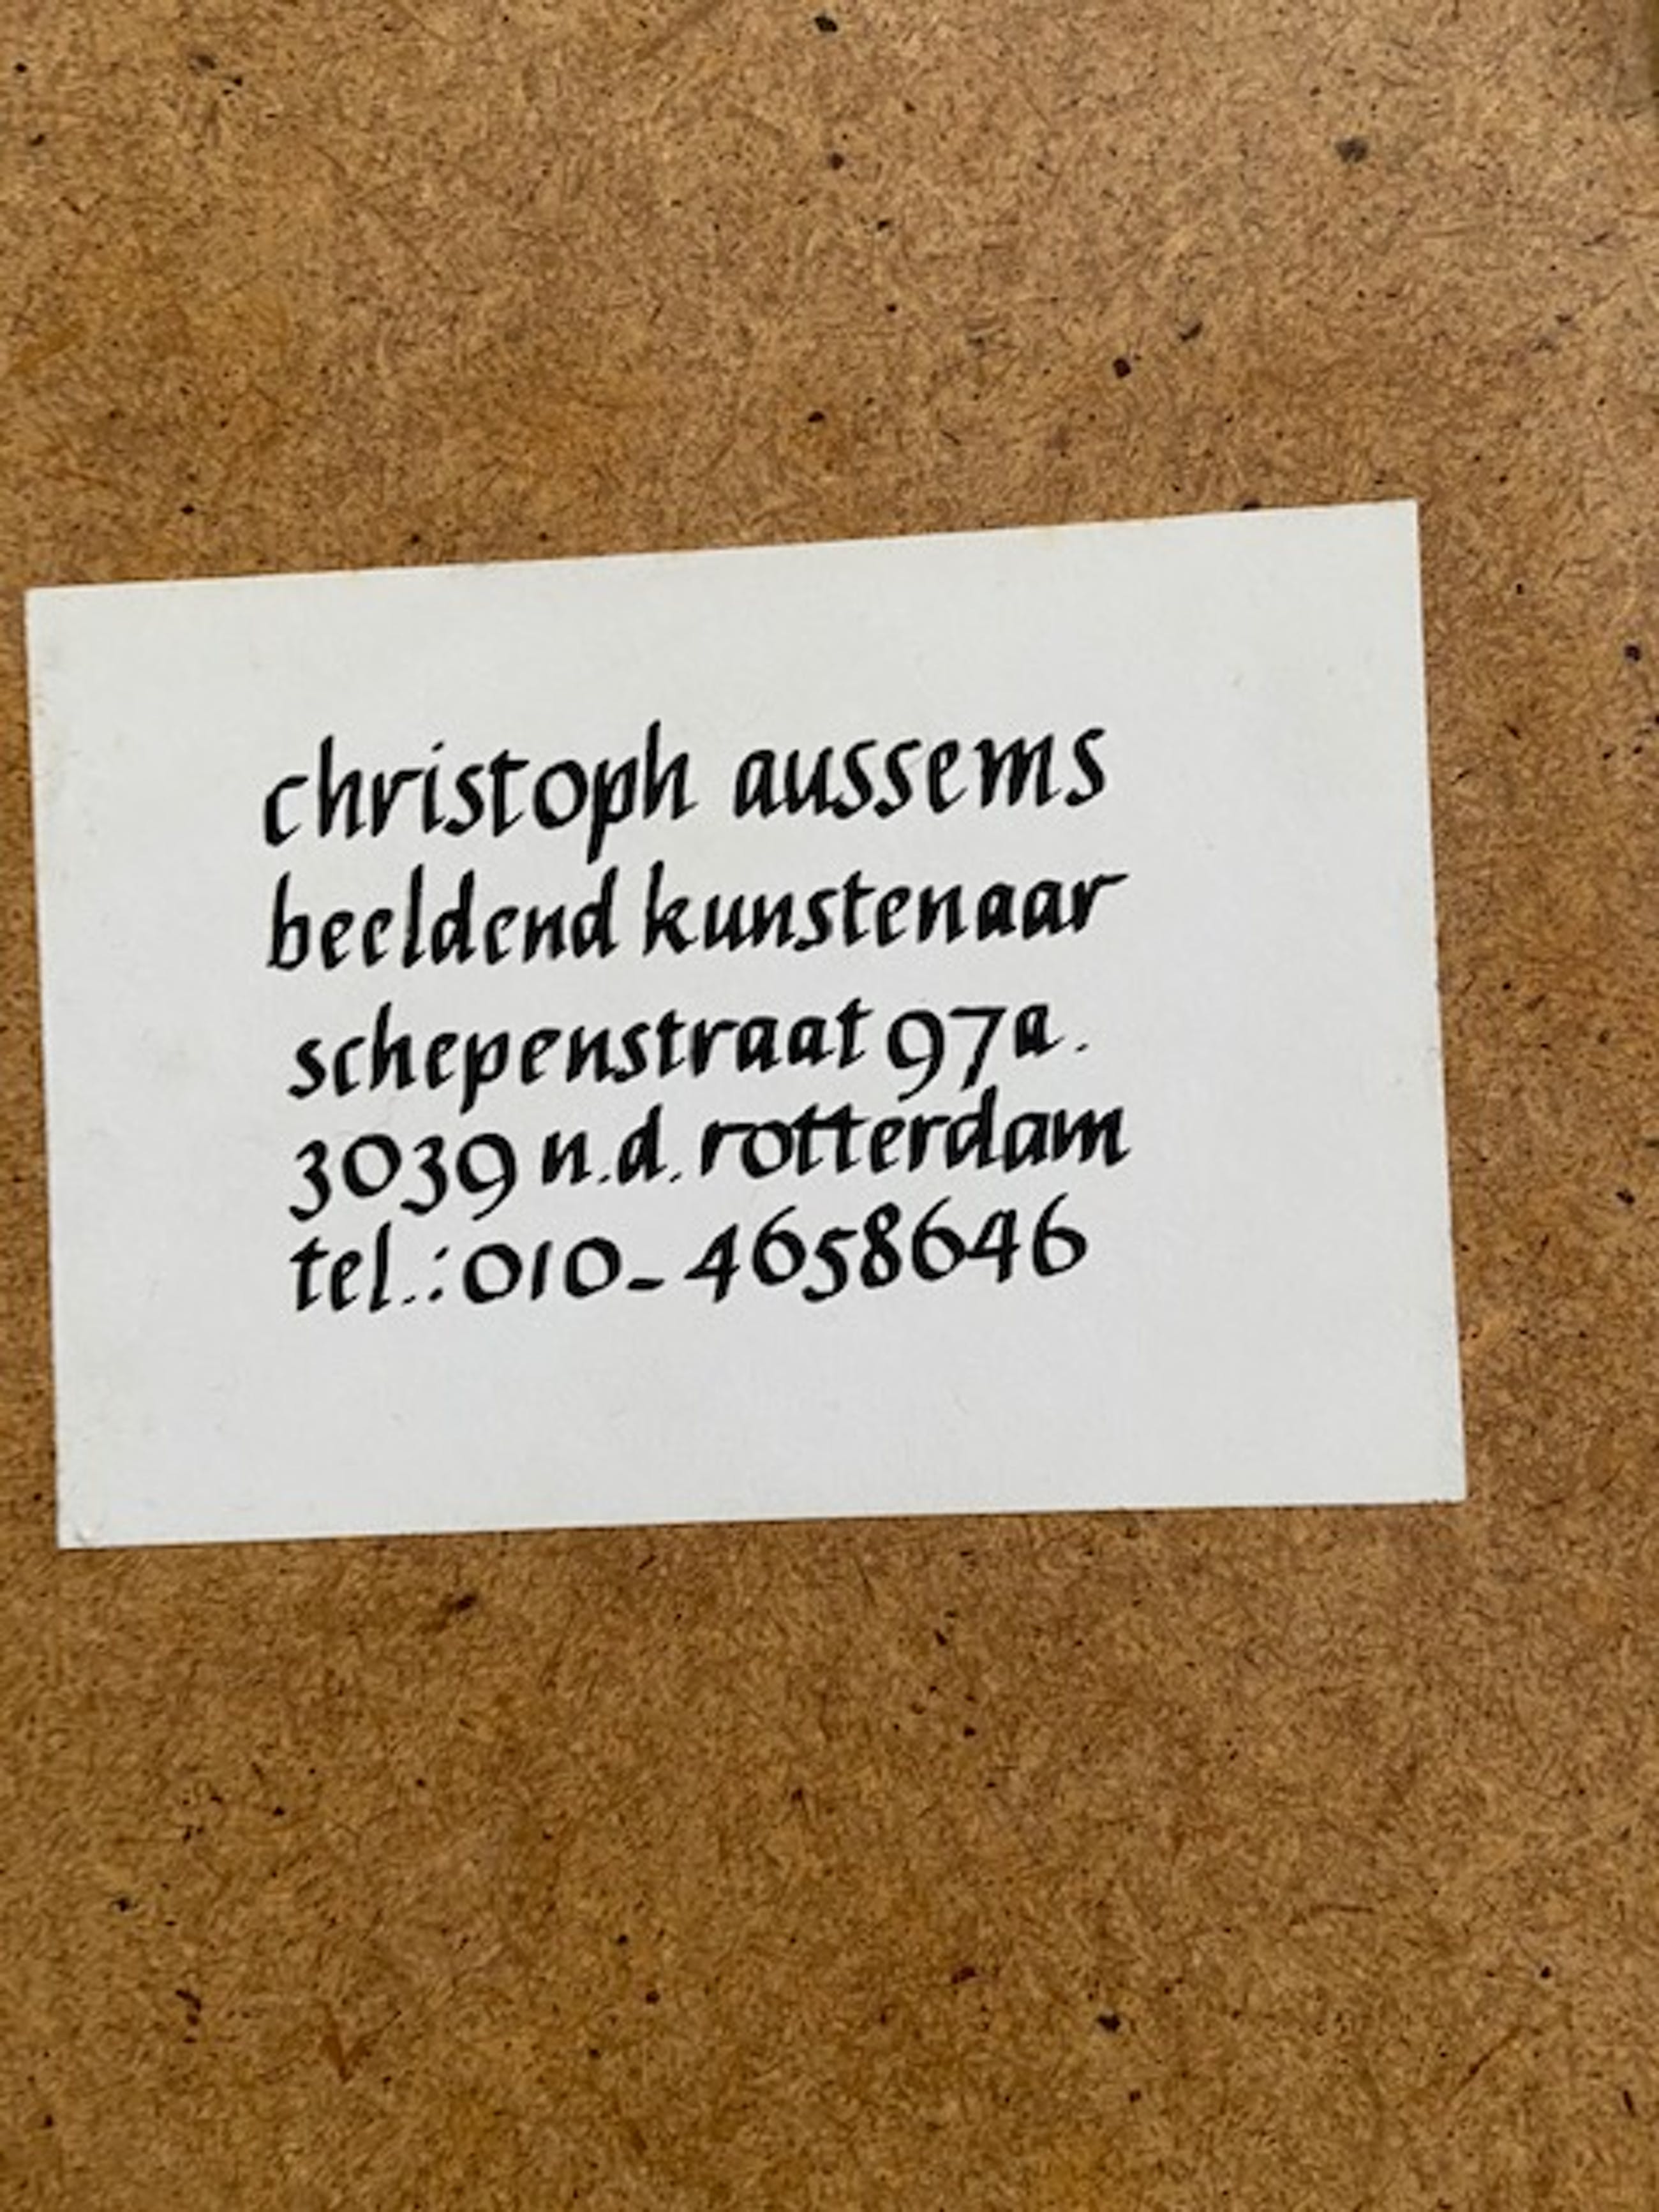 christoph aussems
beeldend kunstenaar
schepenstraat 97a.
3039 n.d. rotterdam
tel.: 010-4658646